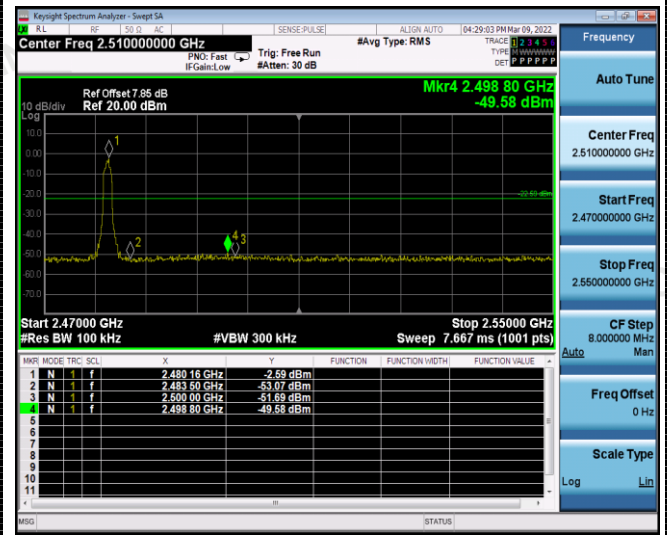 Keysight Spectrum Analyzer - Swept SA
RL RF 50 Ω AC SENSE:PULSE ALIGN AUTO 04:29:03 PM Mar 09, 2022
Center Freq 2.510000000 GHz
PNO: Fast
IFGain:Low
Trig: Free Run
#Atten: 30 dB
#Avg Type: RMS
TRACE 1 2 3 4 5 6
TYPE M WWWWW
DET P P P P P P
Mkr4 2.498 80 GHz
-49.58 dBm
Ref Offset 7.85 dB
10 dB/div Ref 20.00 dBm
Log
10.0
0.00
-10.0
-20.0
-30.0
-40.0
-50.0
-60.0
-70.0
1
2
4
3
-22.59 dBm
Start 2.47000 GHz Stop 2.55000 GHz
#Res BW 100 kHz #VBW 300 kHz Sweep 7.667 ms (1001 pts)
MKR MODE TRC SCL X Y FUNCTION FUNCTION WIDTH FUNCTION VALUE
1 N 1 f 2.480 16 GHz -2.59 dBm
2 N 1 f 2.483 50 GHz -53.07 dBm
3 N 1 f 2.500 00 GHz -51.69 dBm
4 N 1 f 2.498 80 GHz -49.58 dBm
5
6
7
8
9
10
11
MSG STATUS
Frequency
Auto Tune
Center Freq
2.510000000 GHz
Start Freq
2.470000000 GHz
Stop Freq
2.550000000 GHz
CF Step
8.000000 MHz
Auto Man
Freq Offset
0 Hz
Scale Type
Log Lin